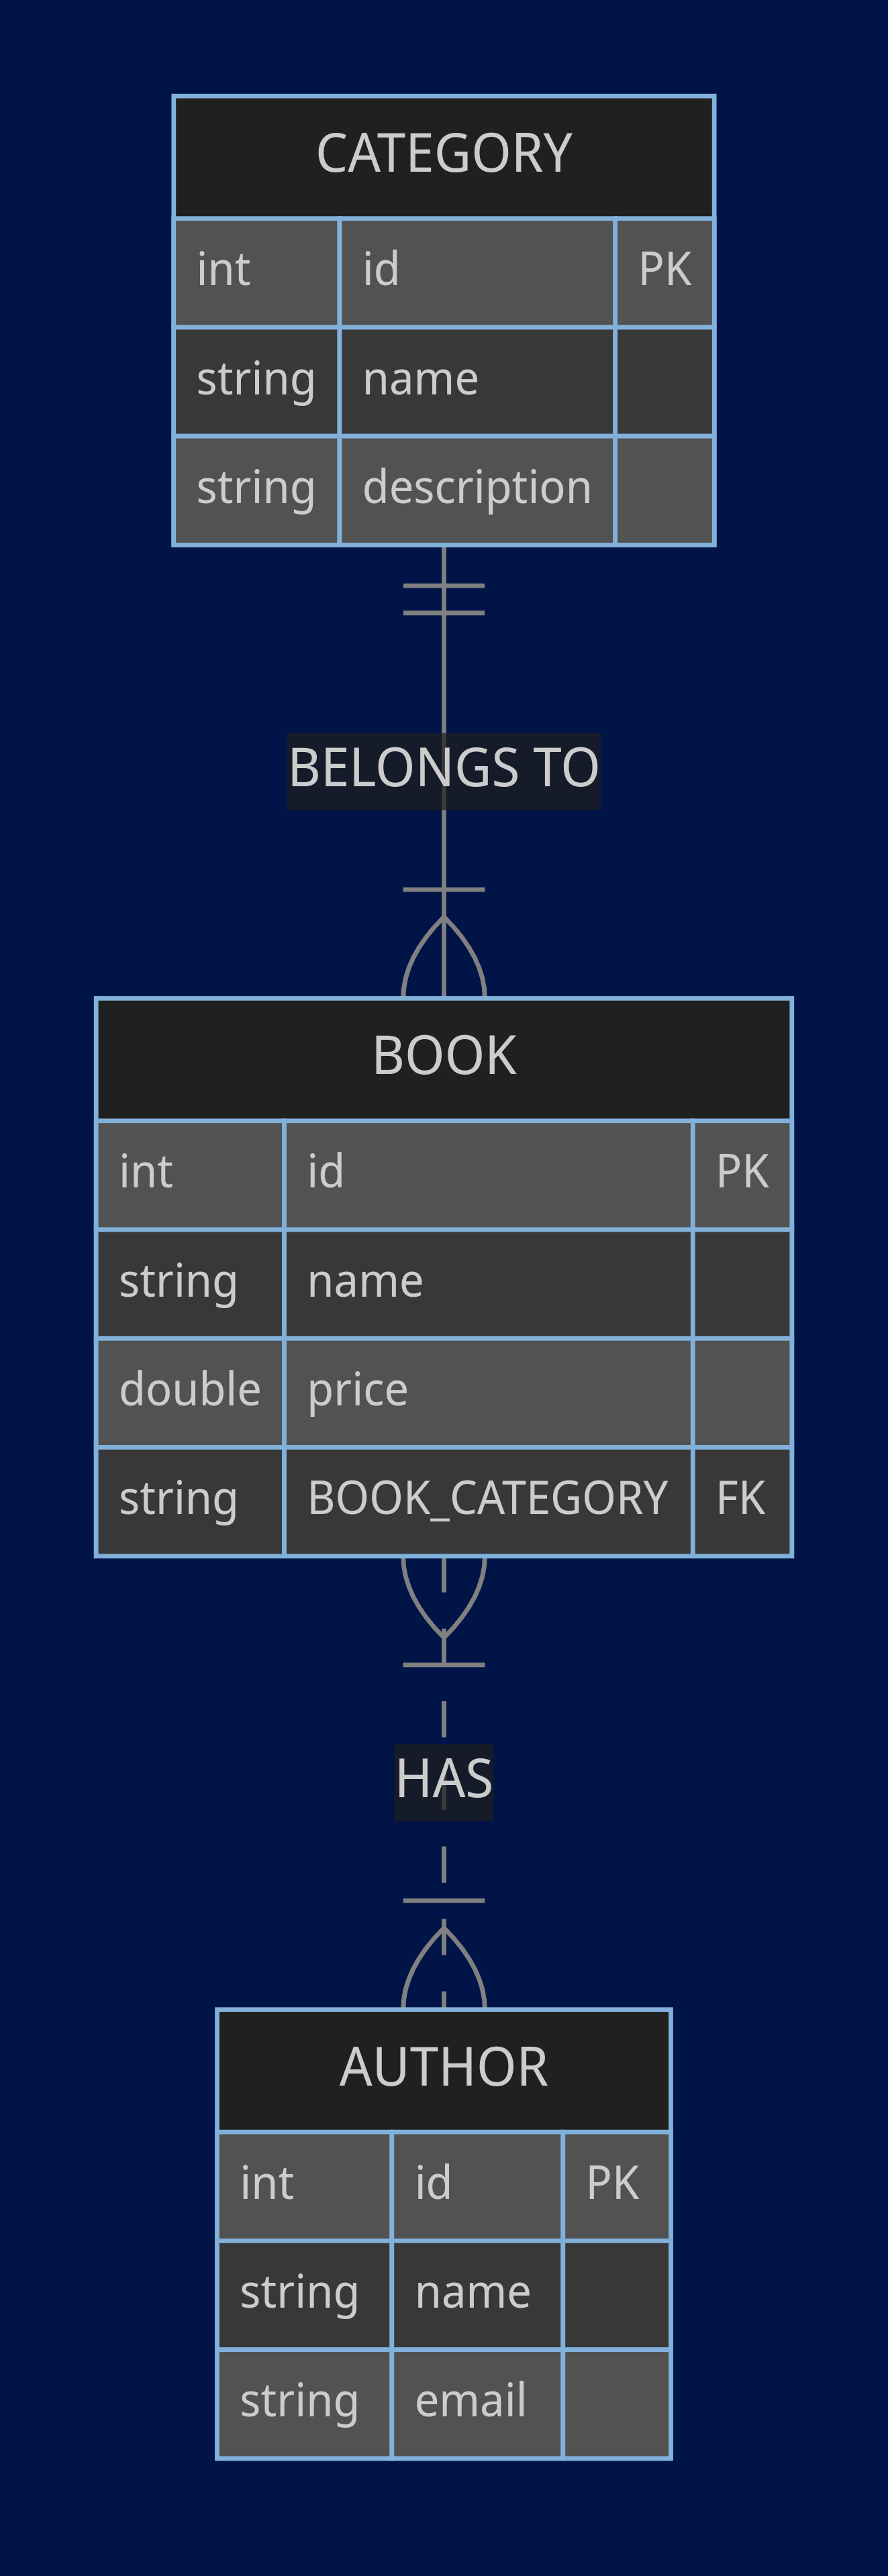 CATEGORY
int id PK
string name
string description
BELONGS TO
BOOK
int id PK
string name
double price
string BOOK_CATEGORY FK
HAS
AUTHOR
int id PK
string name
string email